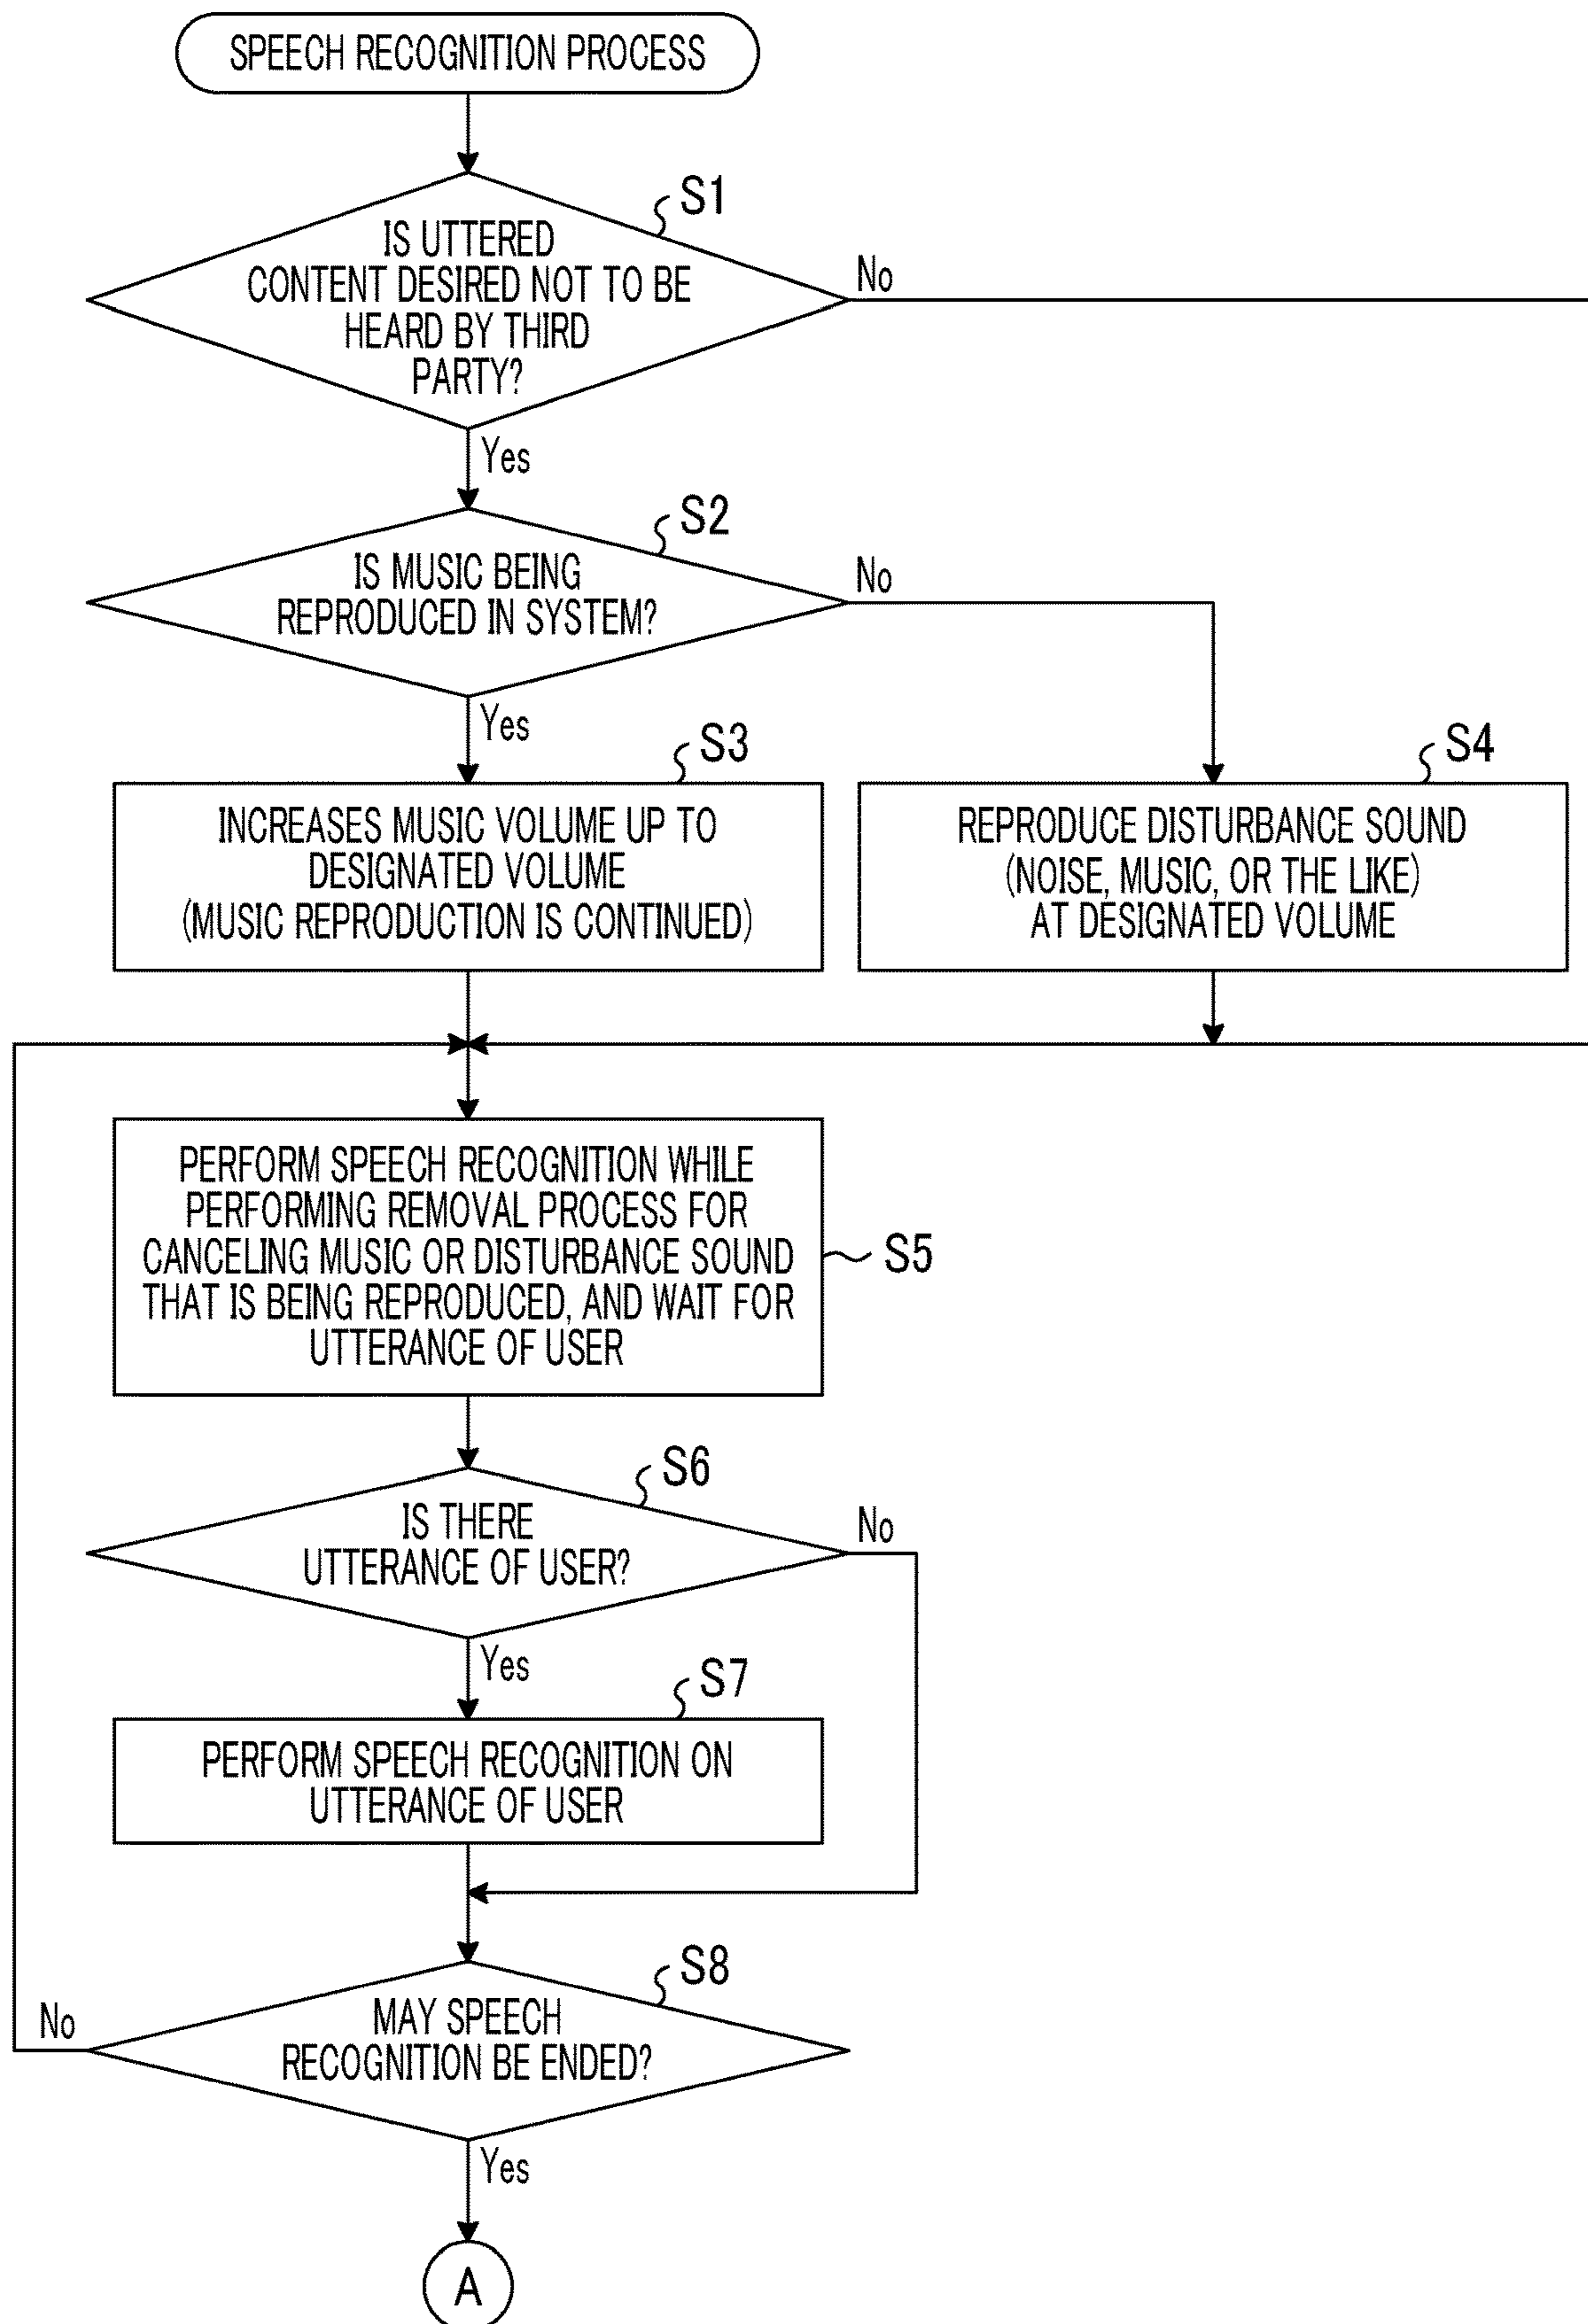 SPEECH RECOGNITION PROCESS
S1
IS UTTERED
CONTENT DESIRED NOT TO BE
HEARD BY THIRD
PARTY?
No
Yes
S2
IS MUSIC BEING
REPRODUCED IN SYSTEM?
No
Yes
S3
INCREASES MUSIC VOLUME UP TO
DESIGNATED VOLUME
(MUSIC REPRODUCTION IS CONTINUED)
S4
REPRODUCE DISTURBANCE SOUND
(NOISE, MUSIC, OR THE LIKE)
AT DESIGNATED VOLUME
PERFORM SPEECH RECOGNITION WHILE
PERFORMING REMOVAL PROCESS FOR
CANCELING MUSIC OR DISTURBANCE SOUND
THAT IS BEING REPRODUCED, AND WAIT FOR
UTTERANCE OF USER
S5
S6
IS THERE
UTTERANCE OF USER?
No
Yes
S7
PERFORM SPEECH RECOGNITION ON
UTTERANCE OF USER
S8
MAY SPEECH
RECOGNITION BE ENDED?
No
Yes
A